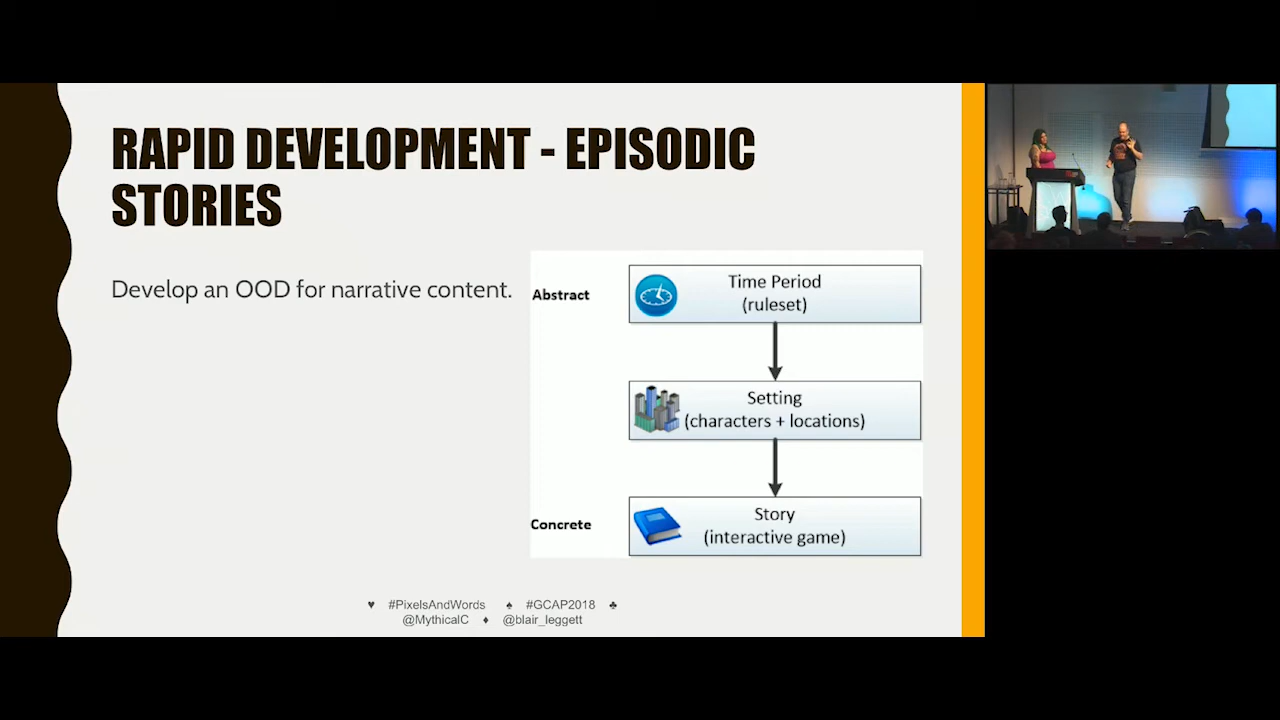 RAPID DEVELOPMENT - EPISODIC
STORIES
Develop an OOD for narrative content.
Abstract
Time Period
(ruleset)
Setting
(characters + locations)
Concrete
Story
(interactive game)
♥ #PixelsAndWords ♠ #GCAP2018 ♣
@MythicalC ♦ @blair_leggett